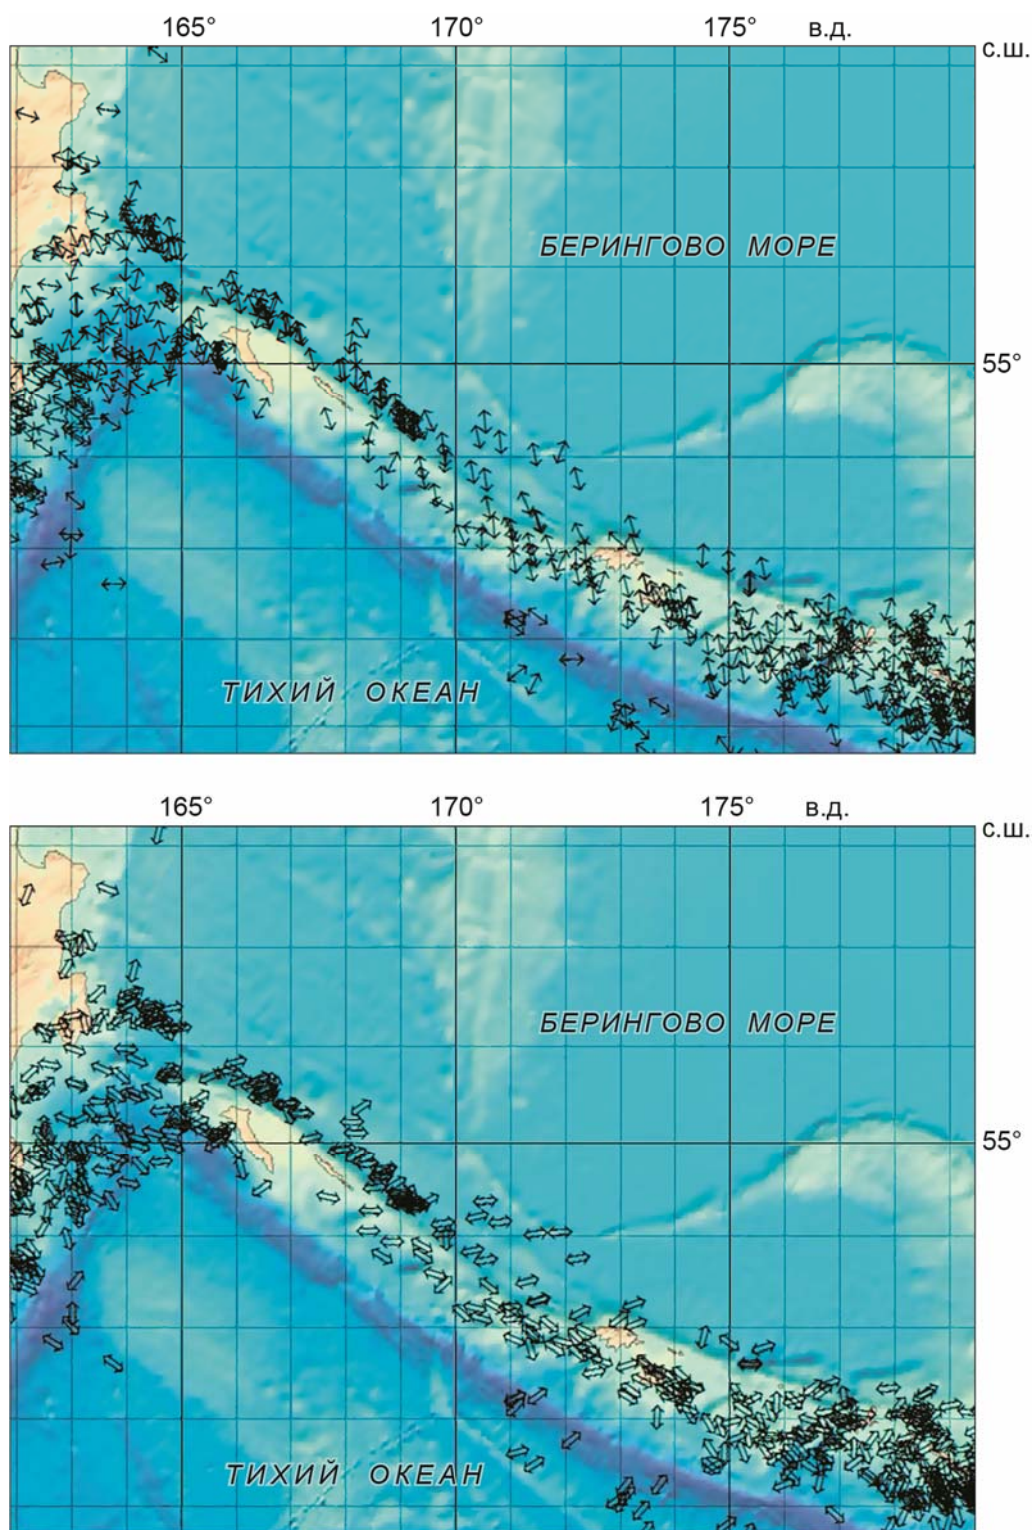 165° 170° 175° в.д.
с.ш.
БЕРИНГОВО МОРЕ
55°
ТИХИЙ ОКЕАН
165° 170° 175° в.д.
с.ш.
БЕРИНГОВО МОРЕ
55°
ТИХИЙ ОКЕАН